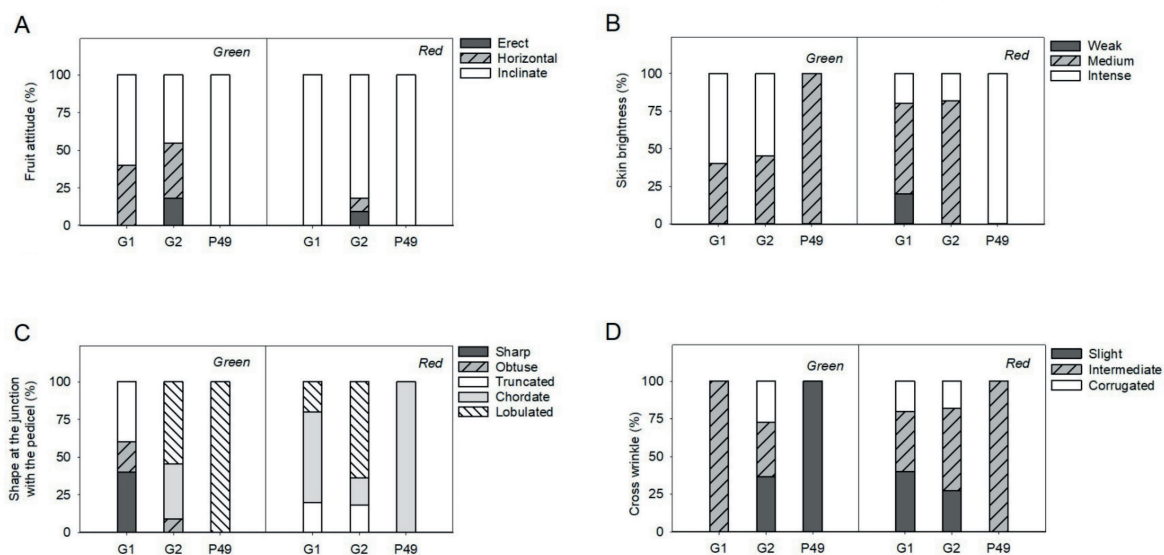 A
Green
Red
Erect
Horizontal
Inclinate
Fruit attitude (%)
100
75
50
25
0
G1 G2 P49 G1 G2 P49
B
Green
Red
Weak
Medium
Intense
Skin brightness (%)
100
75
50
25
0
G1 G2 P49 G1 G2 P49
C
Green
Red
Sharp
Obtuse
Truncated
Chordate
Lobulated
Shape at the junction
with the pedicel (%)
100
75
50
25
0
G1 G2 P49 G1 G2 P49
D
Green
Red
Slight
Intermediate
Corrugated
Cross wrinkle (%)
100
75
50
25
0
G1 G2 P49 G1 G2 P49